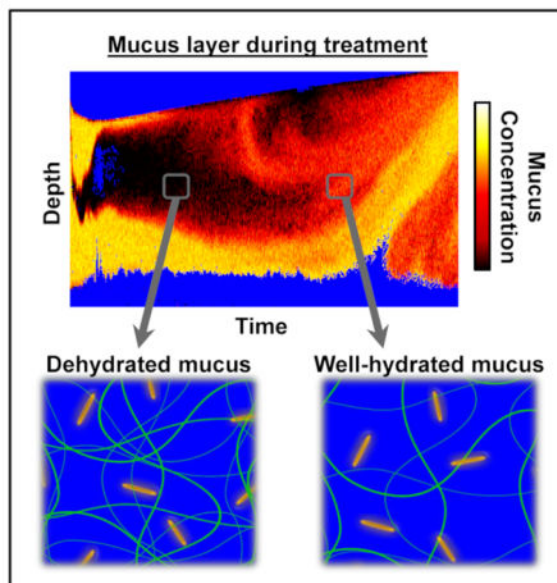 Mucus layer during treatment
Depth
Time
Mucus
Concentration
Dehydrated mucus
Well-hydrated mucus